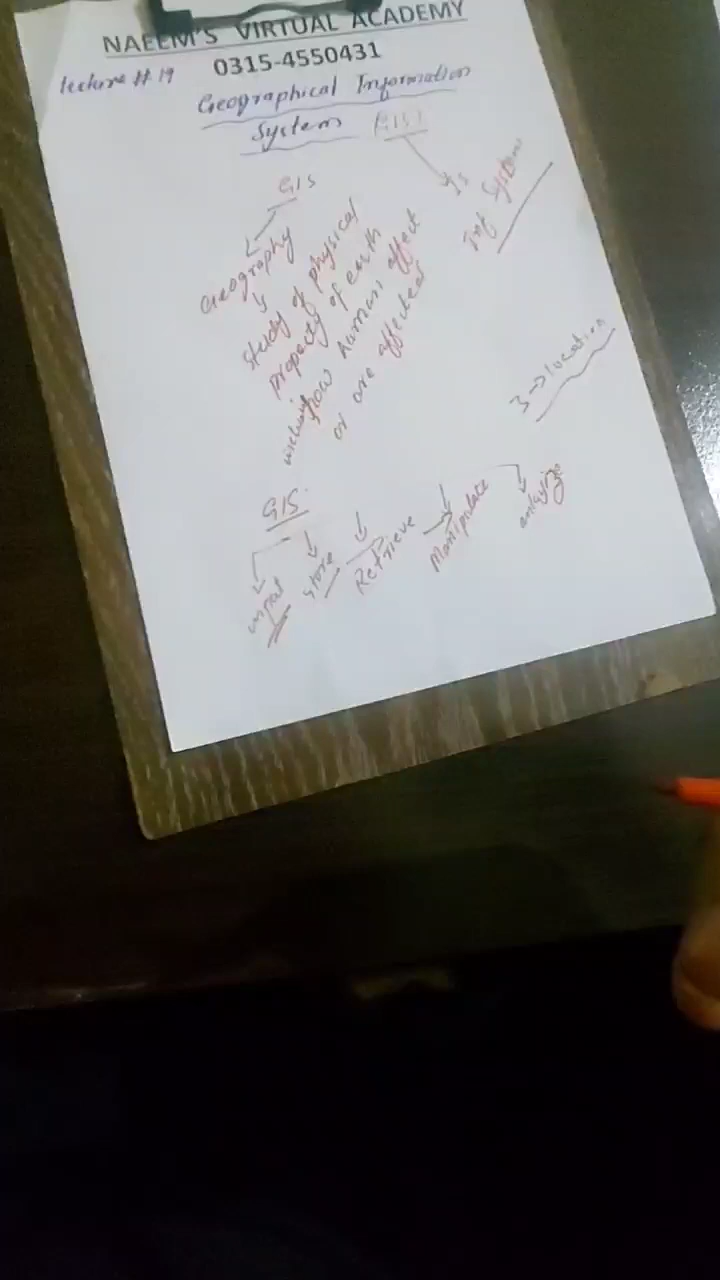 NAEEM'S VIRTUAL ACADEMY
0315-4550431
Lecture # 19
Geographical Information
System (GIS)
GIS
Is
Inf System
Geography
Study of physical
property of earth
including how human affect
or are affected
3 → location
GIS
input
store
Retrieve
Manipulate